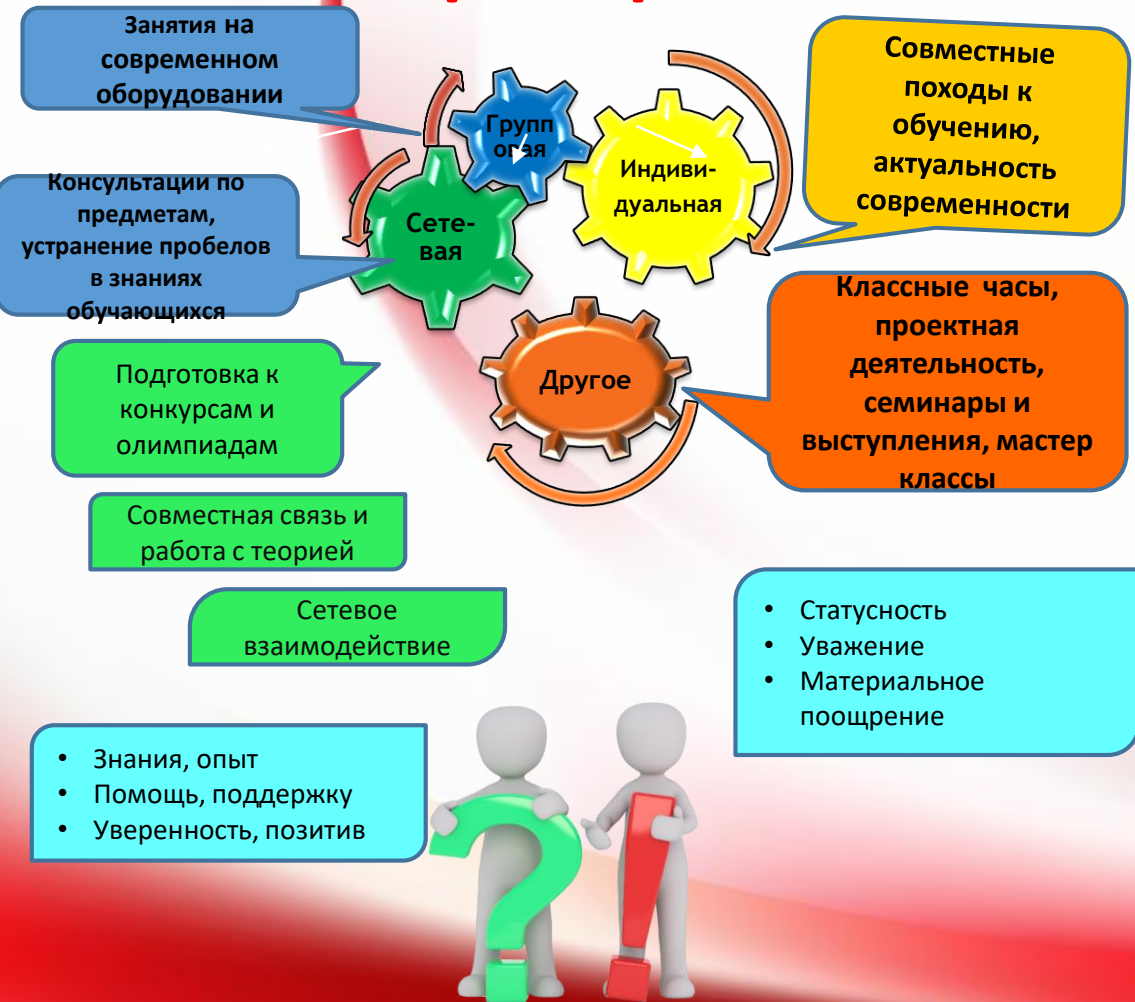 Занятия на
современном
оборудовании
Групп
овая
Индиви-
дуальная
Совместные
походы к
обучению,
актуальность
современности
Консультации по
предметам,
устранение пробелов
в знаниях
обучающихся
Сете-
вая
Классные часы,
проектная
деятельность,
семинары и
выступления, мастер
классы
Другое
Подготовка к
конкурсам и
олимпиадам
Совместная связь и
работа с теорией
Сетевое
взаимодействие
• Статусность
• Уважение
• Материальное
поощрение
• Знания, опыт
• Помощь, поддержку
• Уверенность, позитив